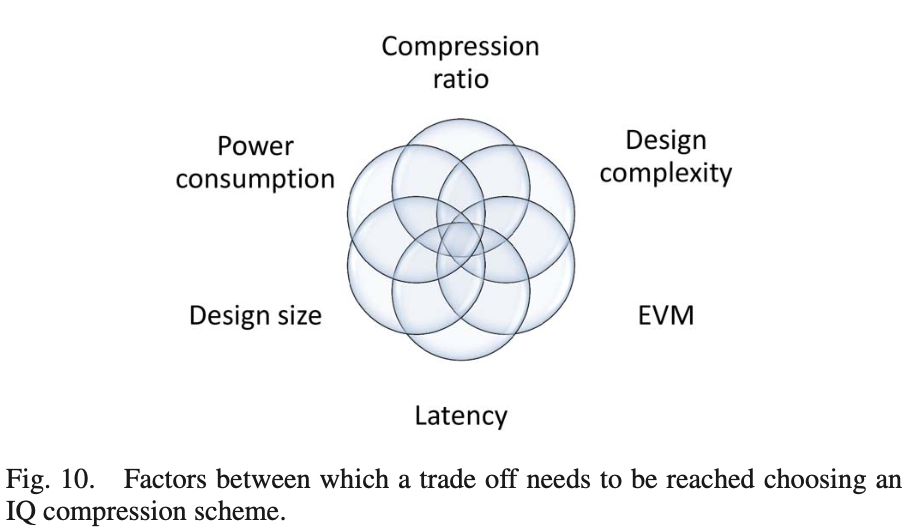 Compression
ratio
Power
consumption
Design
complexity
Design size
EVM
Latency
Fig. 10. Factors between which a trade off needs to be reached choosing an
IQ compression scheme.